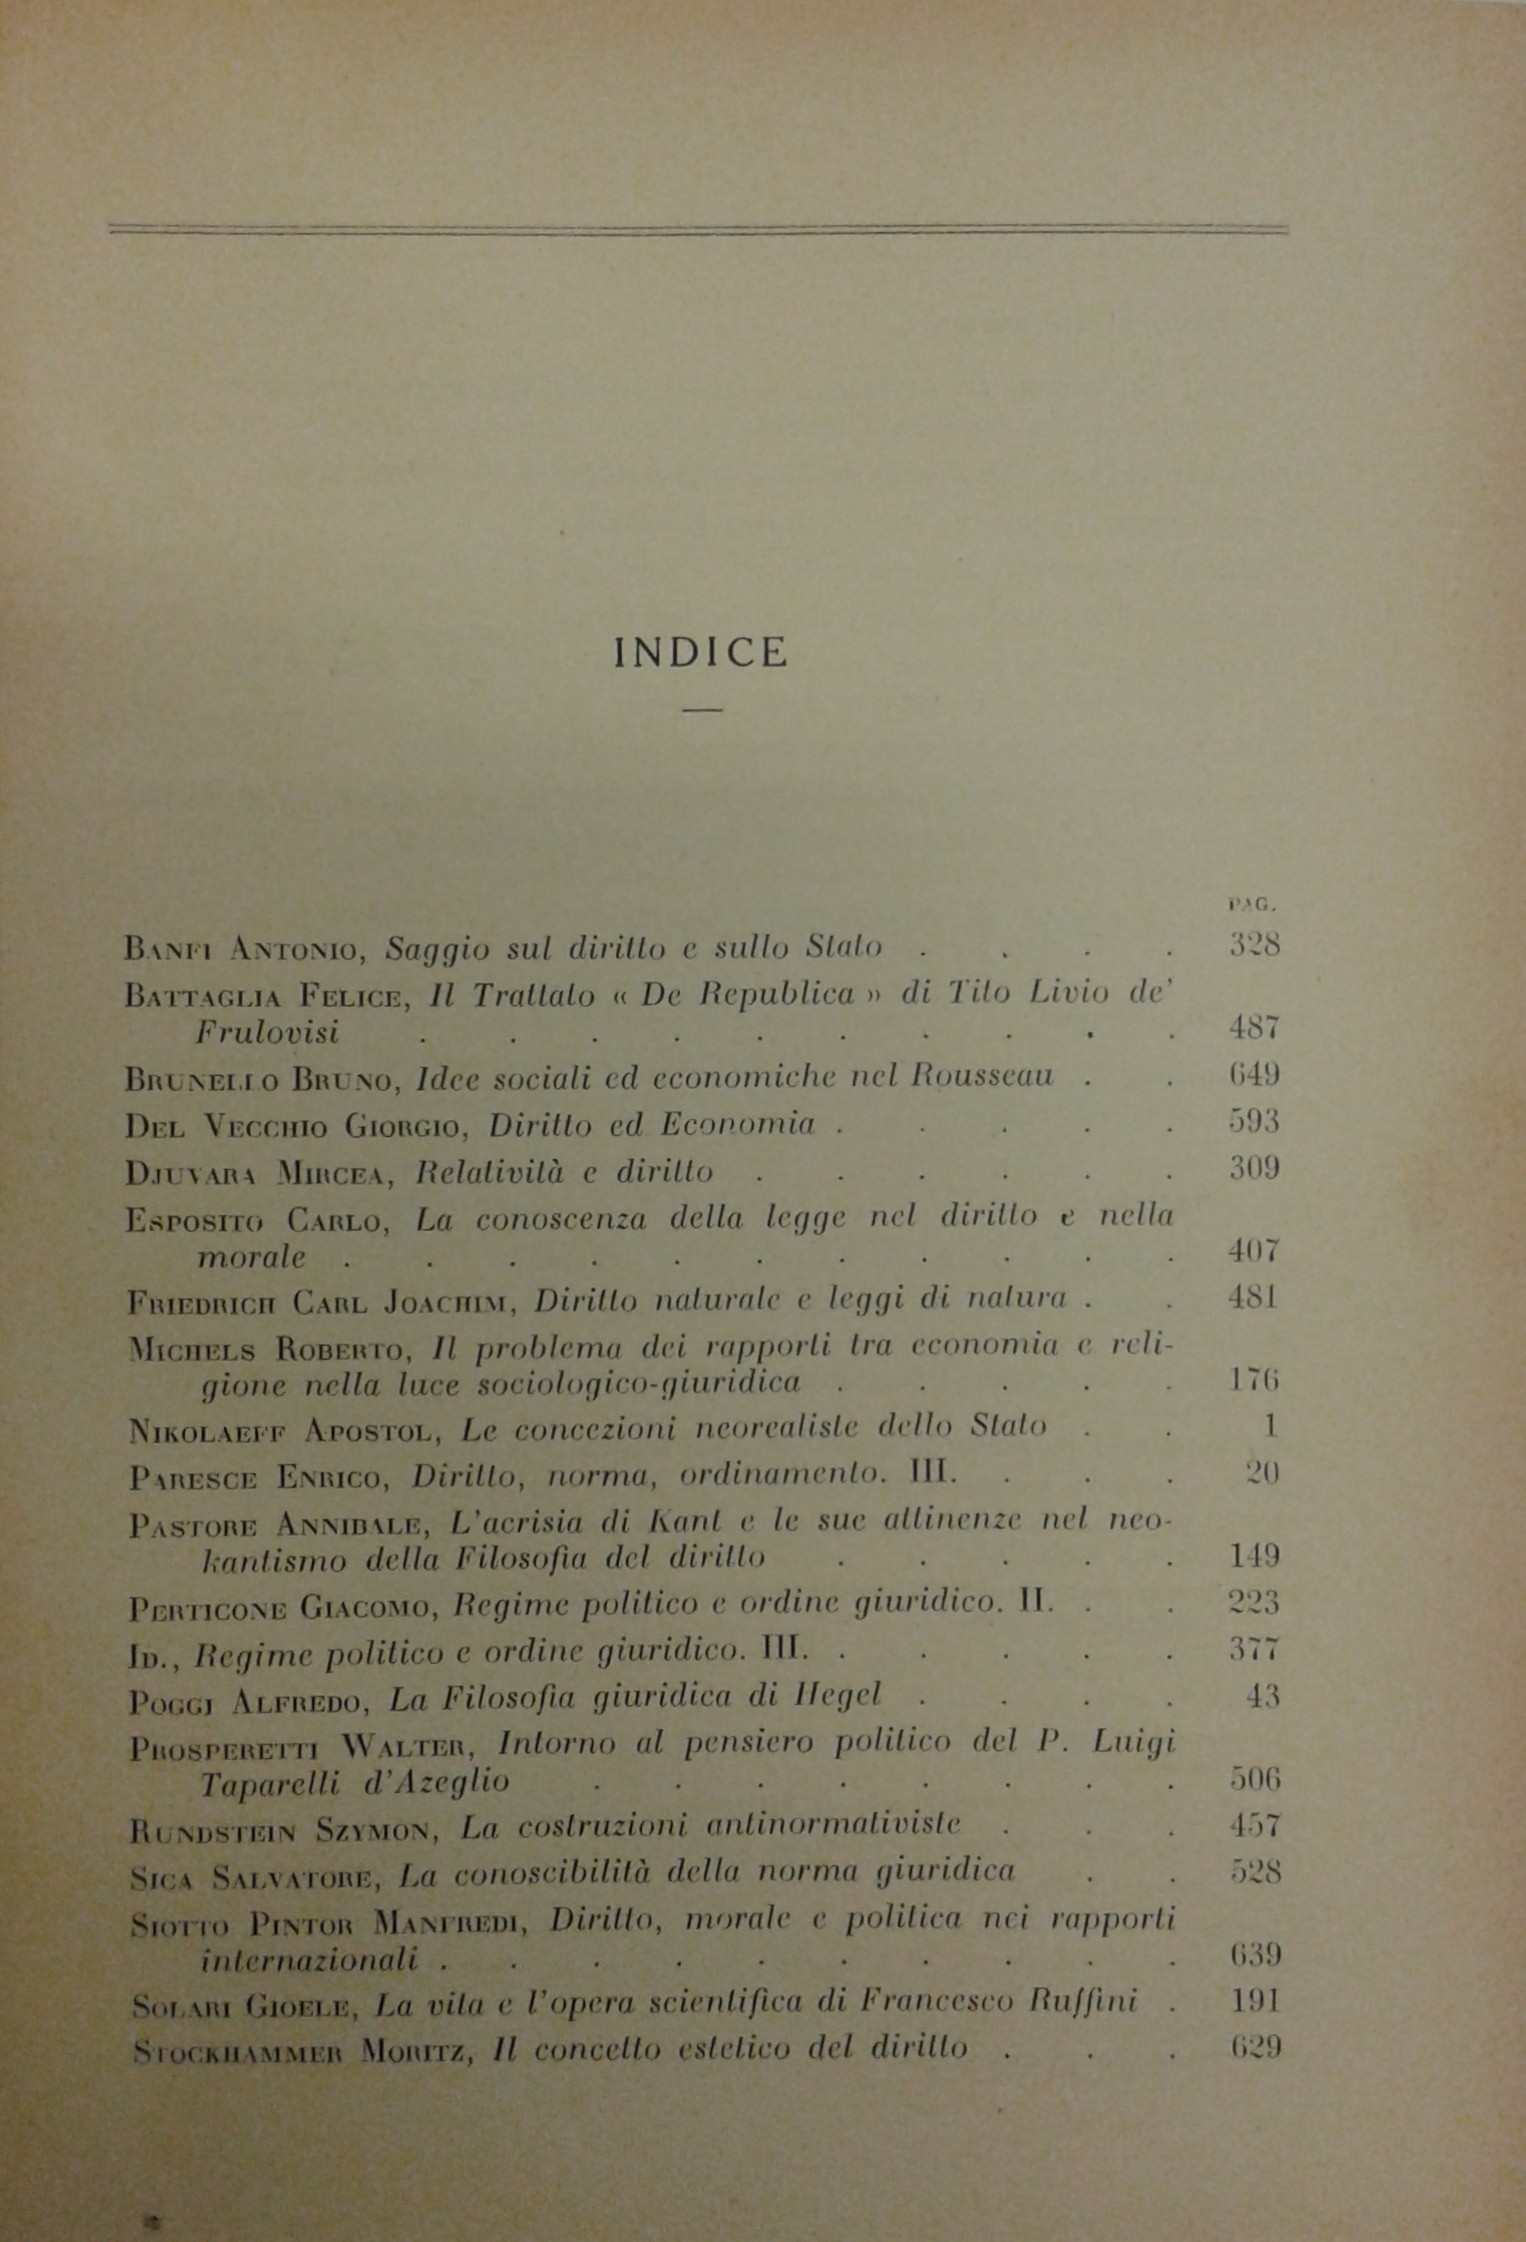 INDICE
PAG.
BANFI ANTONIO, Saggio sul diritto e sullo Stato . . . . 328
BATTAGLIA FELICE, Il Trattato « De Republica » di Tito Livio de'
Frulovisi . . . . . . . . . . 487
BRUNELLO BRUNO, Idee sociali ed economiche nel Rousseau . . 649
DEL VECCHIO GIORGIO, Diritto ed Economia . . . . . 593
DJUVARA MIRCEA, Relatività e diritto . . . . . . 309
ESPOSITO CARLO, La conoscenza della legge nel diritto e nella
morale . . . . . . . . . . . 407
FRIEDRICH CARL JOACHIM, Diritto naturale e leggi di natura . . 481
MICHELS ROBERTO, Il problema dei rapporti tra economia e reli-
gione nella luce sociologico-giuridica . . . . . 176
NIKOLAEFF APOSTOL, Le concezioni neorealiste dello Stato . . 1
PARESCE ENRICO, Diritto, norma, ordinamento. III. . . . 20
PASTORE ANNIBALE, L'acrisia di Kant e le sue attinenze nel neo-
kantismo della Filosofia del diritto . . . . . 149
PERTICONE GIACOMO, Regime politico e ordine giuridico. II. . . 223
ID., Regime politico e ordine giuridico. III. . . . . . 377
POGGI ALFREDO, La Filosofia giuridica di Hegel . . . . 43
PROSPERETTI WALTER, Intorno al pensiero politico del P. Luigi
Taparelli d'Azeglio . . . . . . . . 506
RUNDSTEIN SZYMON, La costruzioni antinormativiste . . . 457
SICA SALVATORE, La conoscibilità della norma giuridica . . 528
SIOTTO PINTOR MANFREDI, Diritto, morale e politica nei rapporti
internazionali . . . . . . . . . . 639
SOLARI GIOELE, La vita e l'opera scientifica di Francesco Ruffini . 191
STOCKHAMMER MORITZ, Il concetto estetico del diritto . . . 629